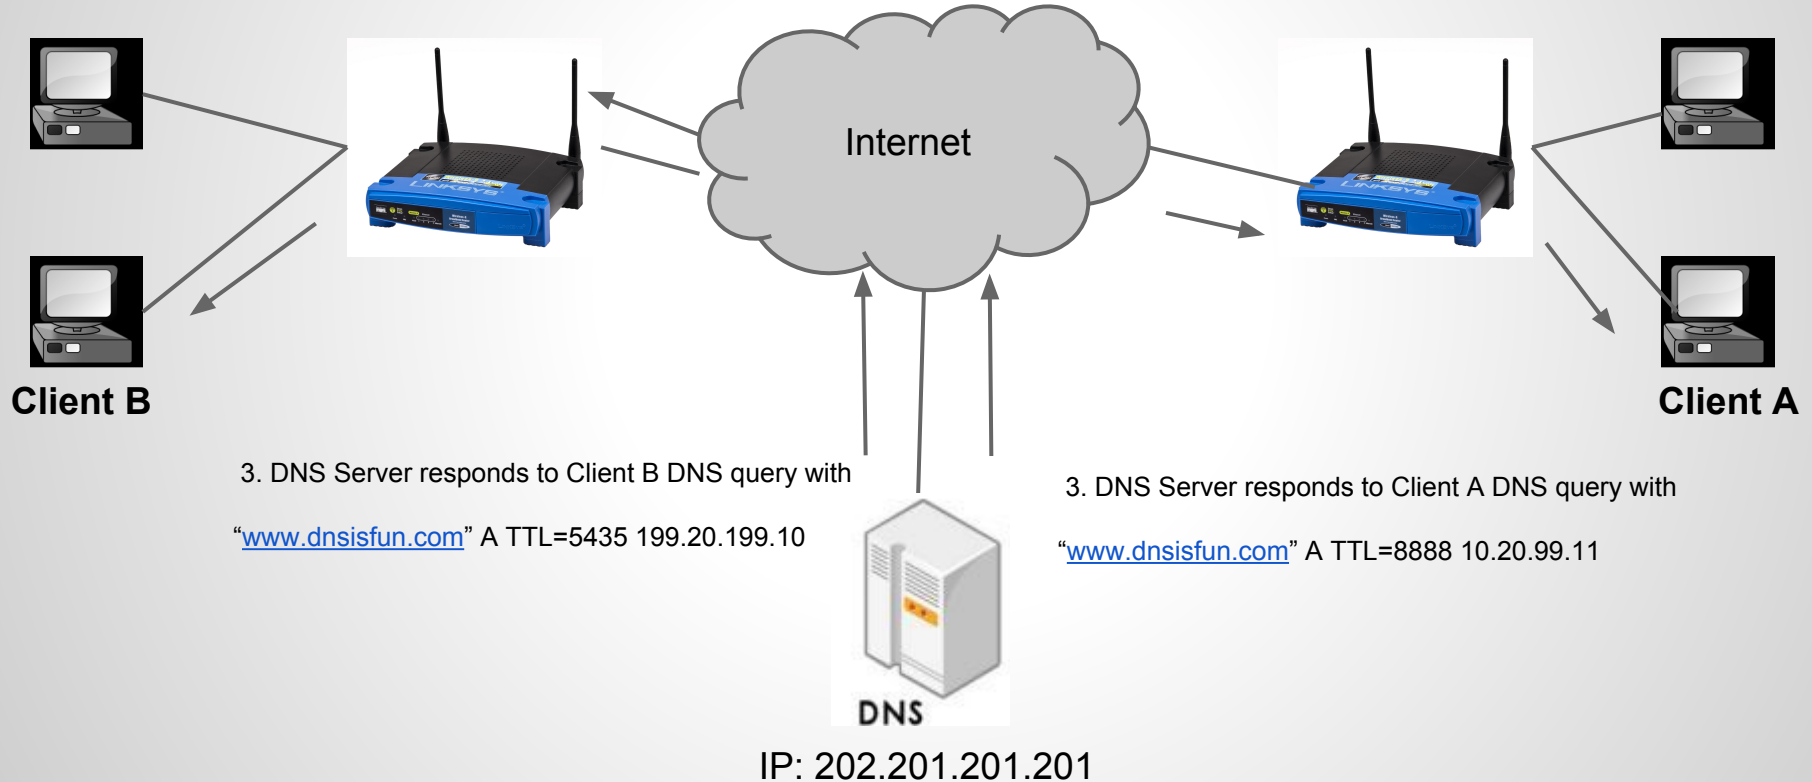 Internet
LINKSYS
LINKSYS
Client B
Client A
3. DNS Server responds to Client B DNS query with
“www.dnsisfun.com” A TTL=5435 199.20.199.10
3. DNS Server responds to Client A DNS query with
“www.dnsisfun.com” A TTL=8888 10.20.99.11
DNS
IP: 202.201.201.201